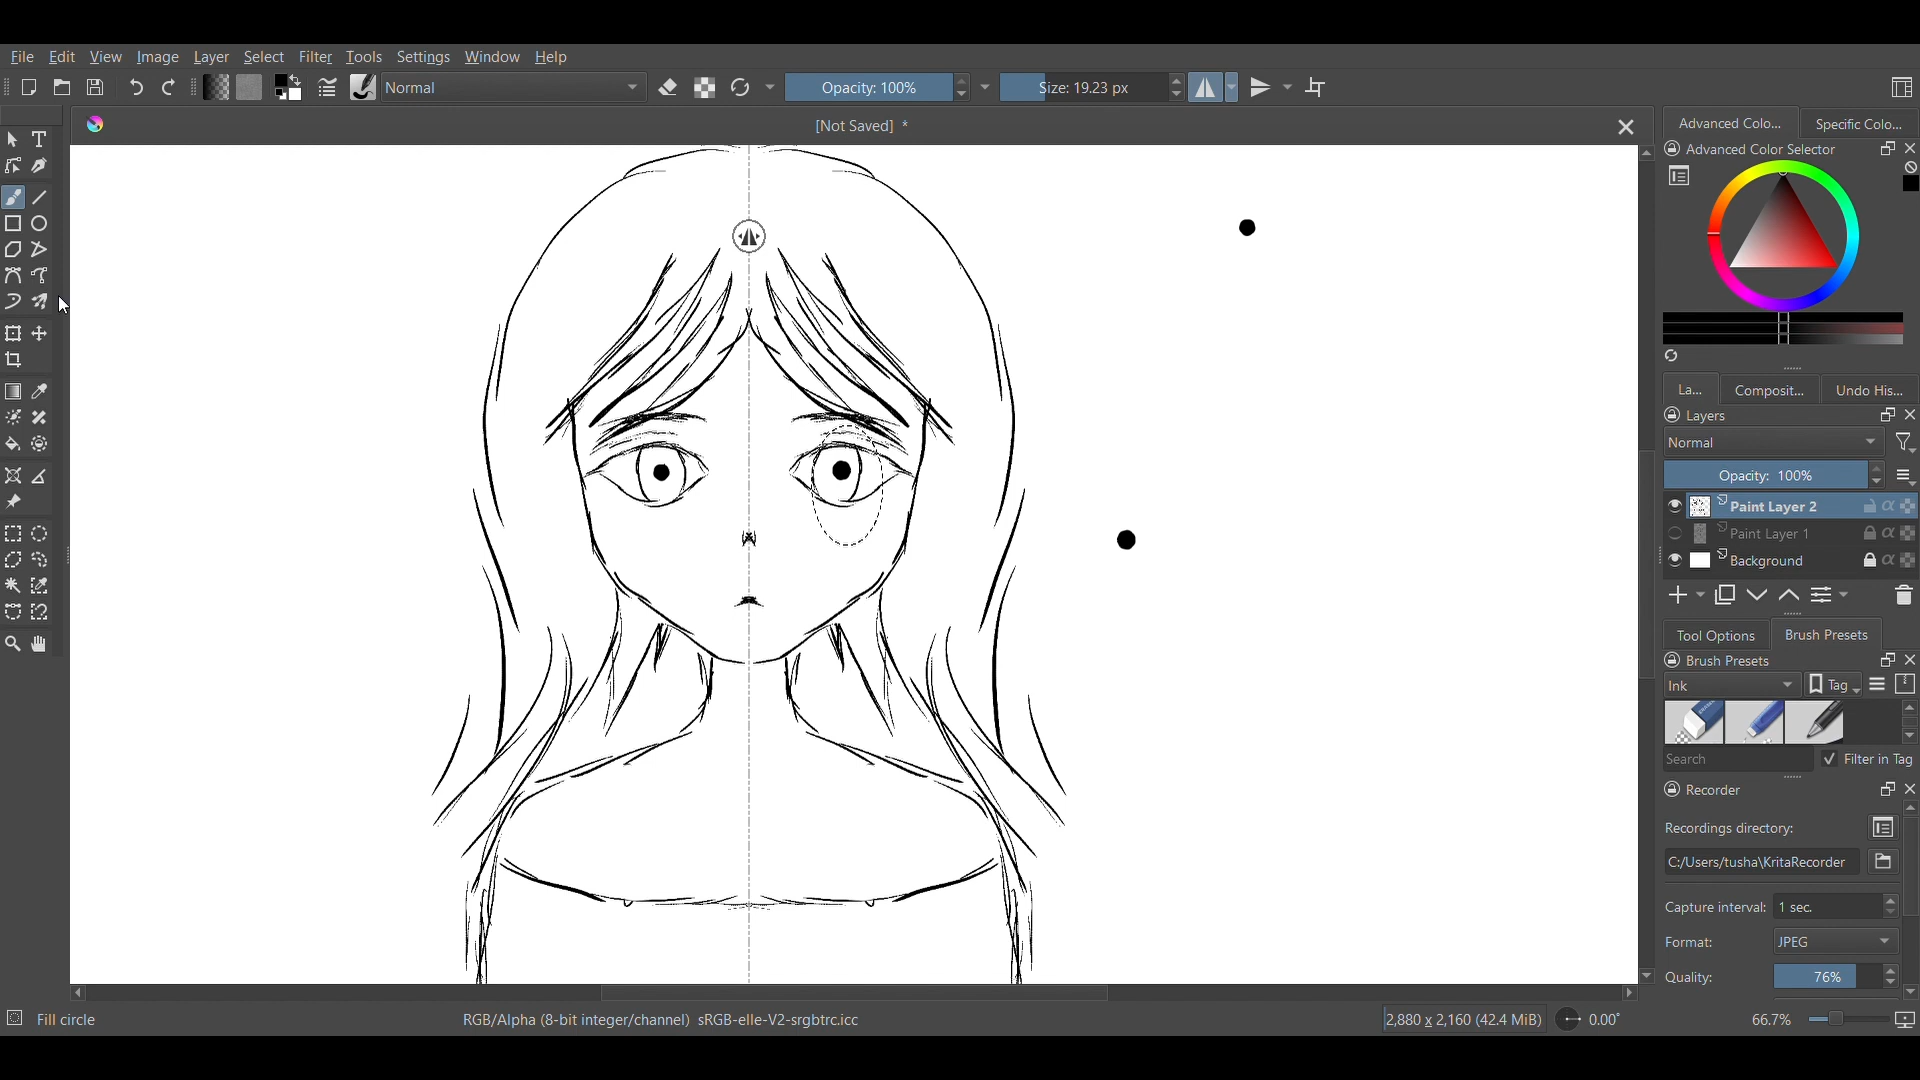 File Edit View Image Layer Select Filter Tools Settings Window Help
Normal Opacity: 100% Size: 19.23 px
[Not Saved] *
Advanced Colo... Specific Colo...
Advanced Color Selector
La... Composit... Undo His...
Layers
Normal
Opacity: 100%
Paint Layer 2
Paint Layer 1
Background
Tool Options Brush Presets
Brush Presets
Ink Tag
Search Filter in Tag
Recorder
Recordings directory:
C:/Users/tusha\KritaRecorder
Capture interval: 1 sec.
Format: JPEG
Quality: 76%
Fill circle RGB/Alpha (8-bit integer/channel) sRGB-elle-V2-srgbtrc.icc 2,880 x 2,160 (42.4 MiB) 0.00° 66.7%